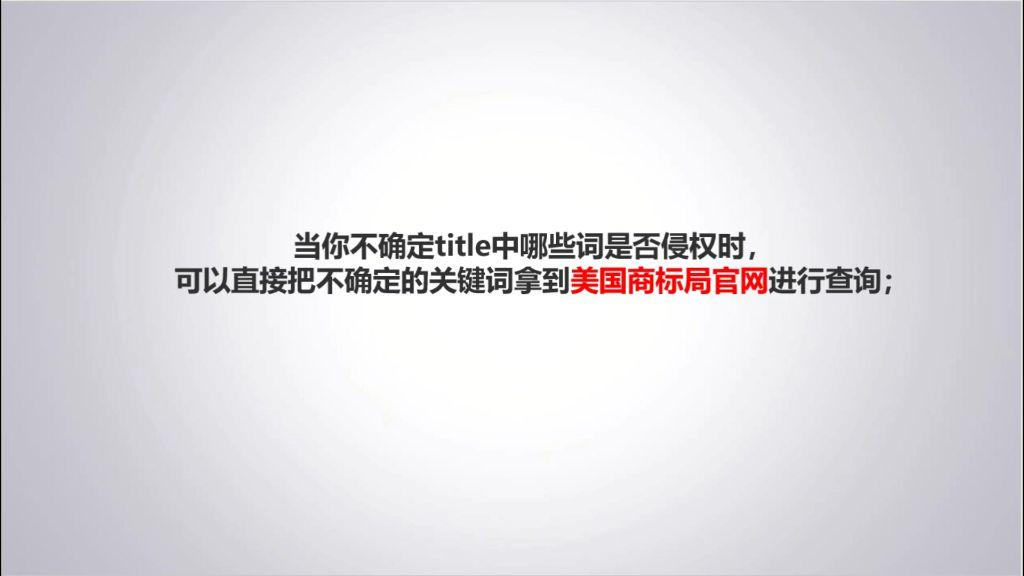 当你不确定title中哪些词是否侵权时，
可以直接把不确定的关键词拿到美国商标局官网进行查询；